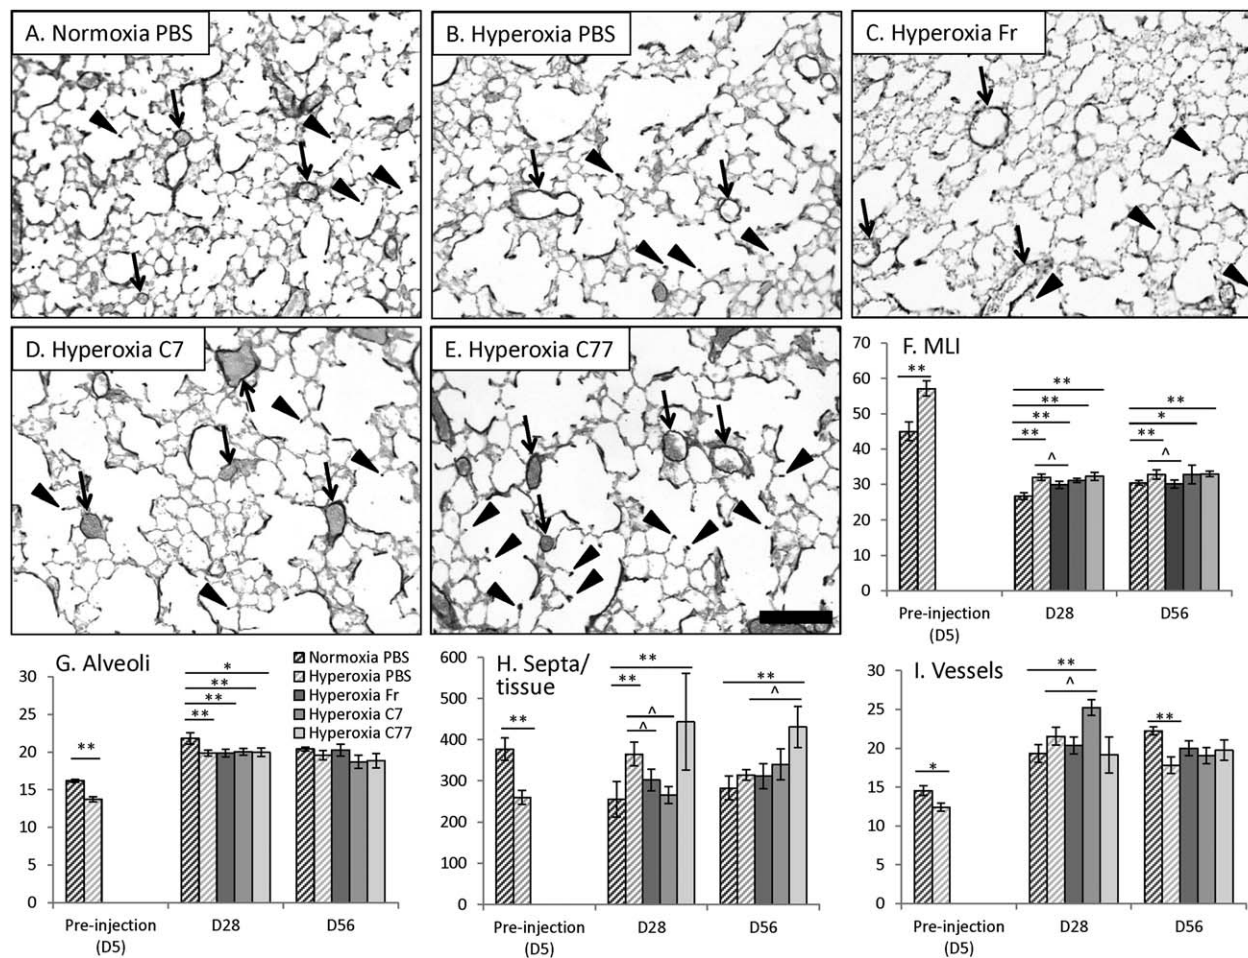 A. Normoxia PBS
B. Hyperoxia PBS
C. Hyperoxia Fr
D. Hyperoxia C7
E. Hyperoxia C77
F. MLI
70
60
50
40
30
20
10
0
**
**
**
**
**
^
**
*
**
^
Pre-injection
(D5)
D28
D56
G. Alveoli
30
25
20
15
10
5
0
**
*
**
**
**
Normoxia PBS
Hyperoxia PBS
Hyperoxia Fr
Hyperoxia C7
Hyperoxia C77
Pre-injection
(D5)
D28
D56
H. Septa/
tissue
600
500
400
300
200
100
0
**
**
**
^
^
**
^
Pre-injection
(D5)
D28
D56
I. Vessels
30
25
20
15
10
5
0
*
**
^
**
Pre-injection
(D5)
D28
D56